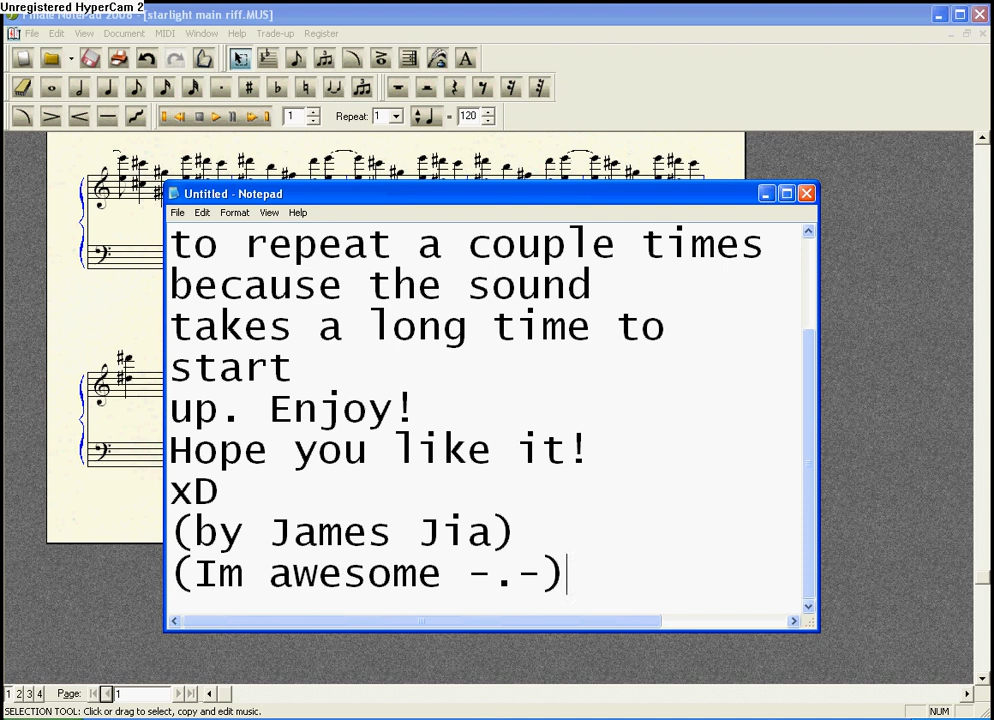 Unregistered HyperCam 2
Finale NotePad 2008 - [starlight main riff.MUS]
File Edit View Document MIDI Window Help Trade-up Register
A
1 Repeat: 1 = 120
Untitled - Notepad
File Edit Format View Help
to repeat a couple times
because the sound
takes a long time to
start
up. Enjoy!
Hope you like it!
xD
(by James Jia)
(Im awesome -.-)
1 2 3 4 Page: 1
SELECTION TOOL: Click or drag to select, copy and edit music.
NUM